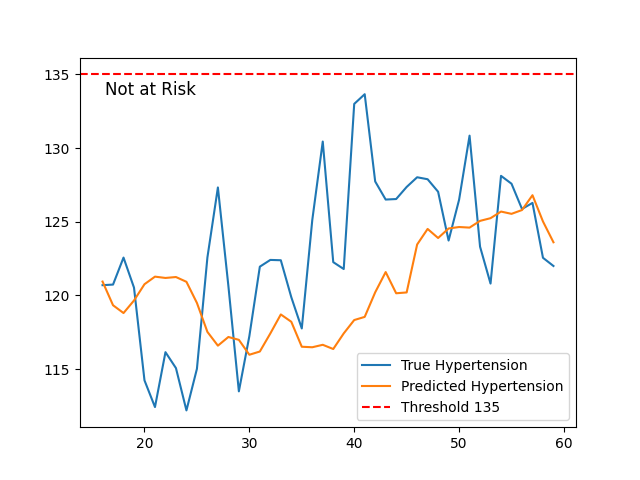 135
Not at Risk
130
125
120
115
True Hypertension
Predicted Hypertension
Threshold 135
20 30 40 50 60